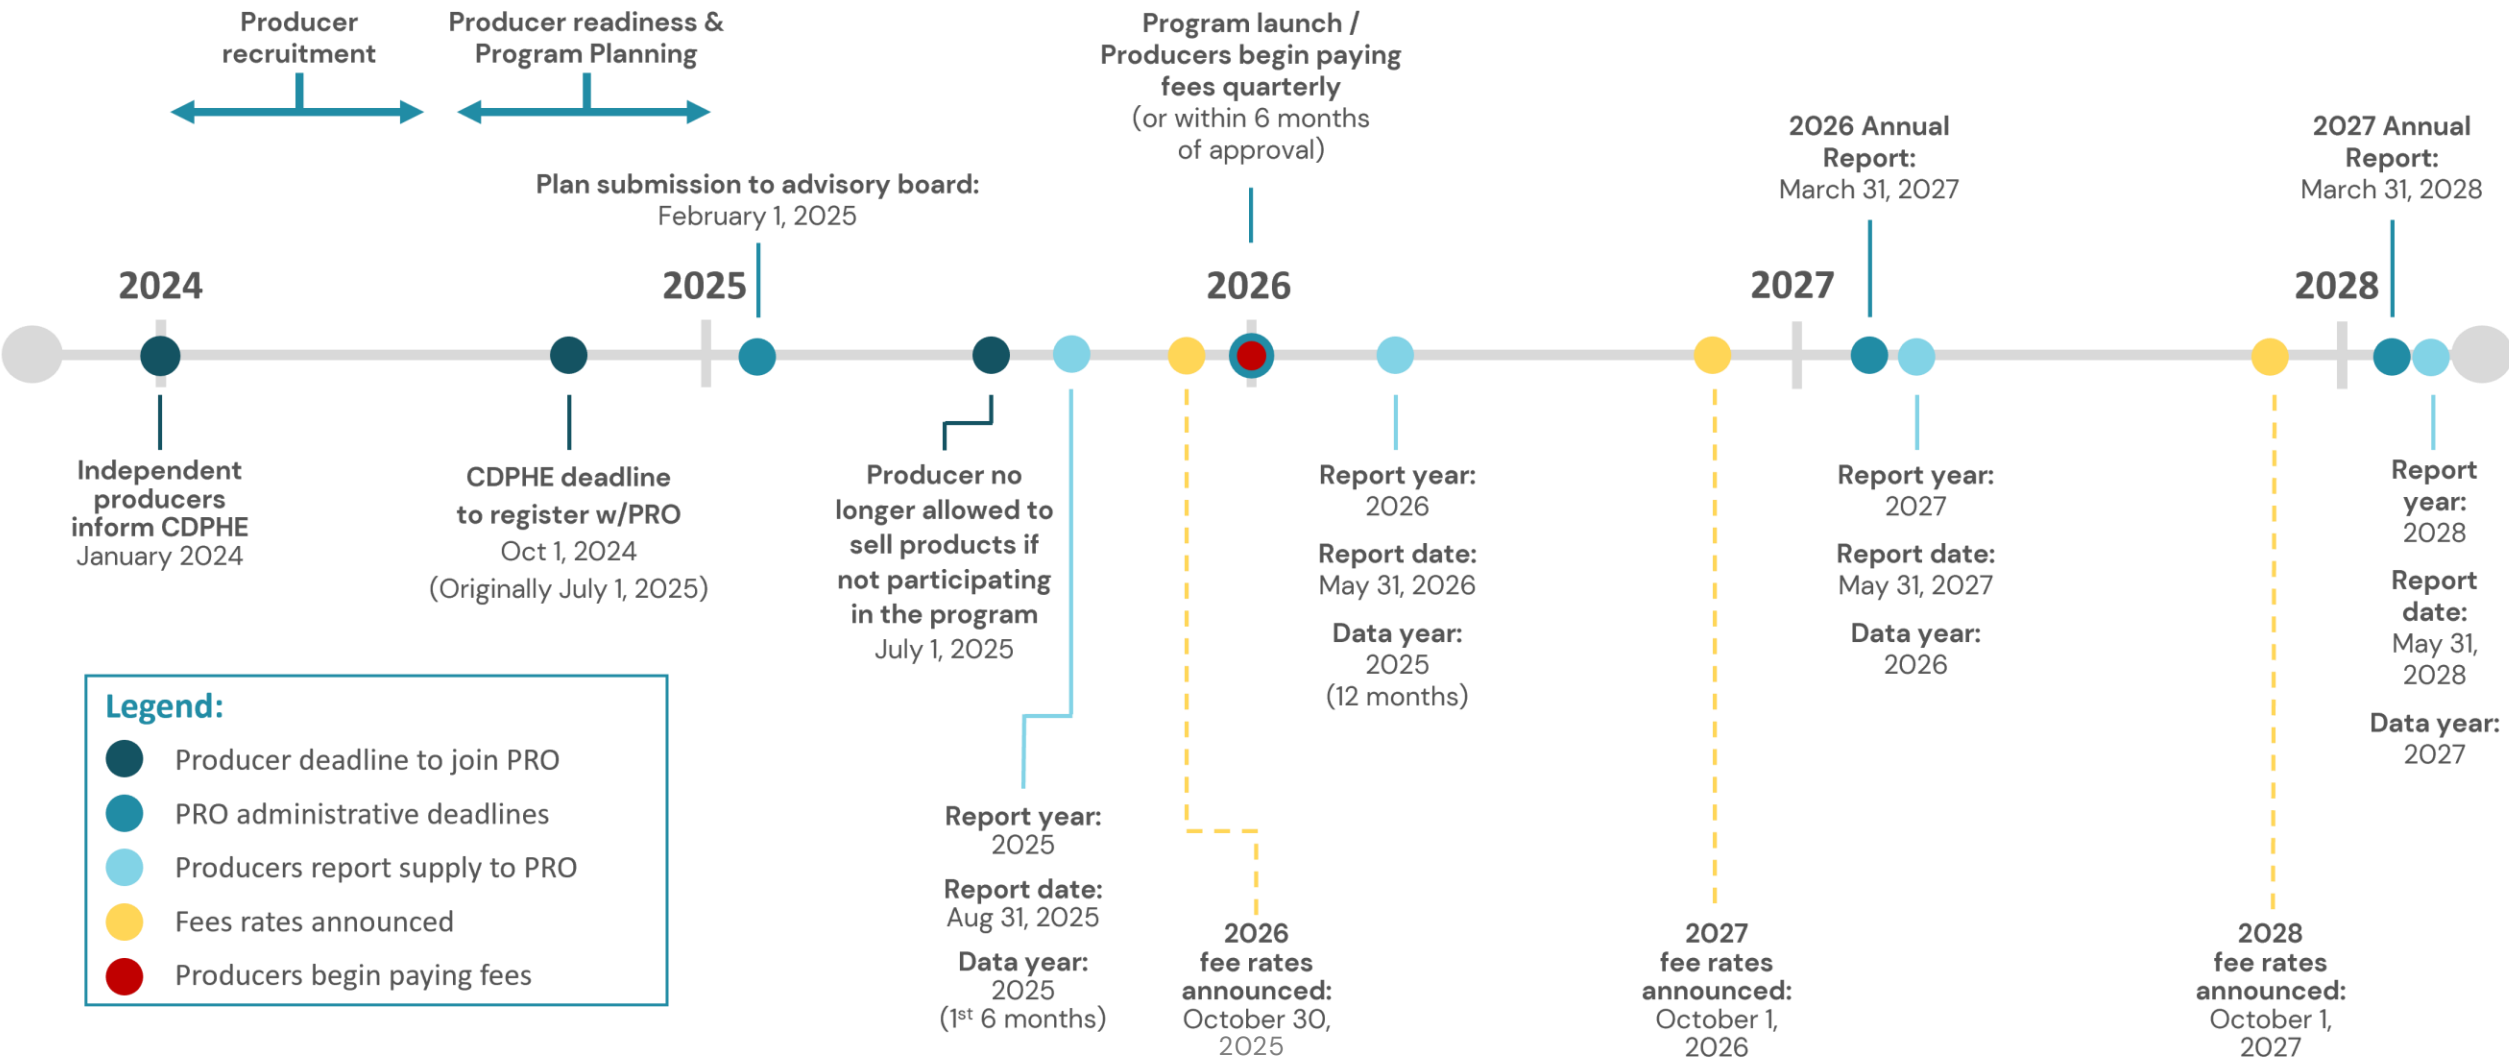 Producer
recruitment
Producer readiness &
Program Planning
Program launch /
Producers begin paying
fees quarterly
(or within 6 months
of approval)
2026 Annual
Report:
March 31, 2027
2027 Annual
Report:
March 31, 2028
Plan submission to advisory board:
February 1, 2025
2024
2025
2026
2027
2028
Independent
producers
inform CDPHE
January 2024
CDPHE deadline
to register w/PRO
Oct 1, 2024
(Originally July 1, 2025)
Producer no
longer allowed to
sell products if
not participating
in the program
July 1, 2025
Report year:
2025
Report date:
Aug 31, 2025
Data year:
2025
(1st 6 months)
2026
fee rates
announced:
October 30,
2025
Report year:
2026
Report date:
May 31, 2026
Data year:
2025
(12 months)
2027
fee rates
announced:
October 1,
2026
Report year:
2027
Report date:
May 31, 2027
Data year:
2026
2028
fee rates
announced:
October 1,
2027
Report
year:
2028
Report
date:
May 31,
2028
Data year:
2027
Legend:
Producer deadline to join PRO
PRO administrative deadlines
Producers report supply to PRO
Fees rates announced
Producers begin paying fees